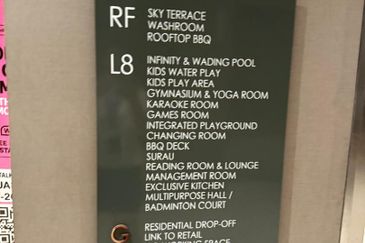 RF
SKY TERRACE
WASHROOM
ROOFTOP BBQ
L8
INFINITY & WADING POOL
KIDS WATER PLAY
KIDS PLAY AREA
GYMNASIUM & YOGA ROOM
KARAOKE ROOM
GAMES ROOM
INTEGRATED PLAYGROUND
CHANGING ROOM
BBQ DECK
SURAU
READING ROOM & LOUNGE
MANAGEMENT ROOM
EXCLUSIVE KITCHEN
MULTIPURPOSE HALL /
BADMINTON COURT
G
RESIDENTIAL DROP-OFF
LINK TO RETAIL
SPACE